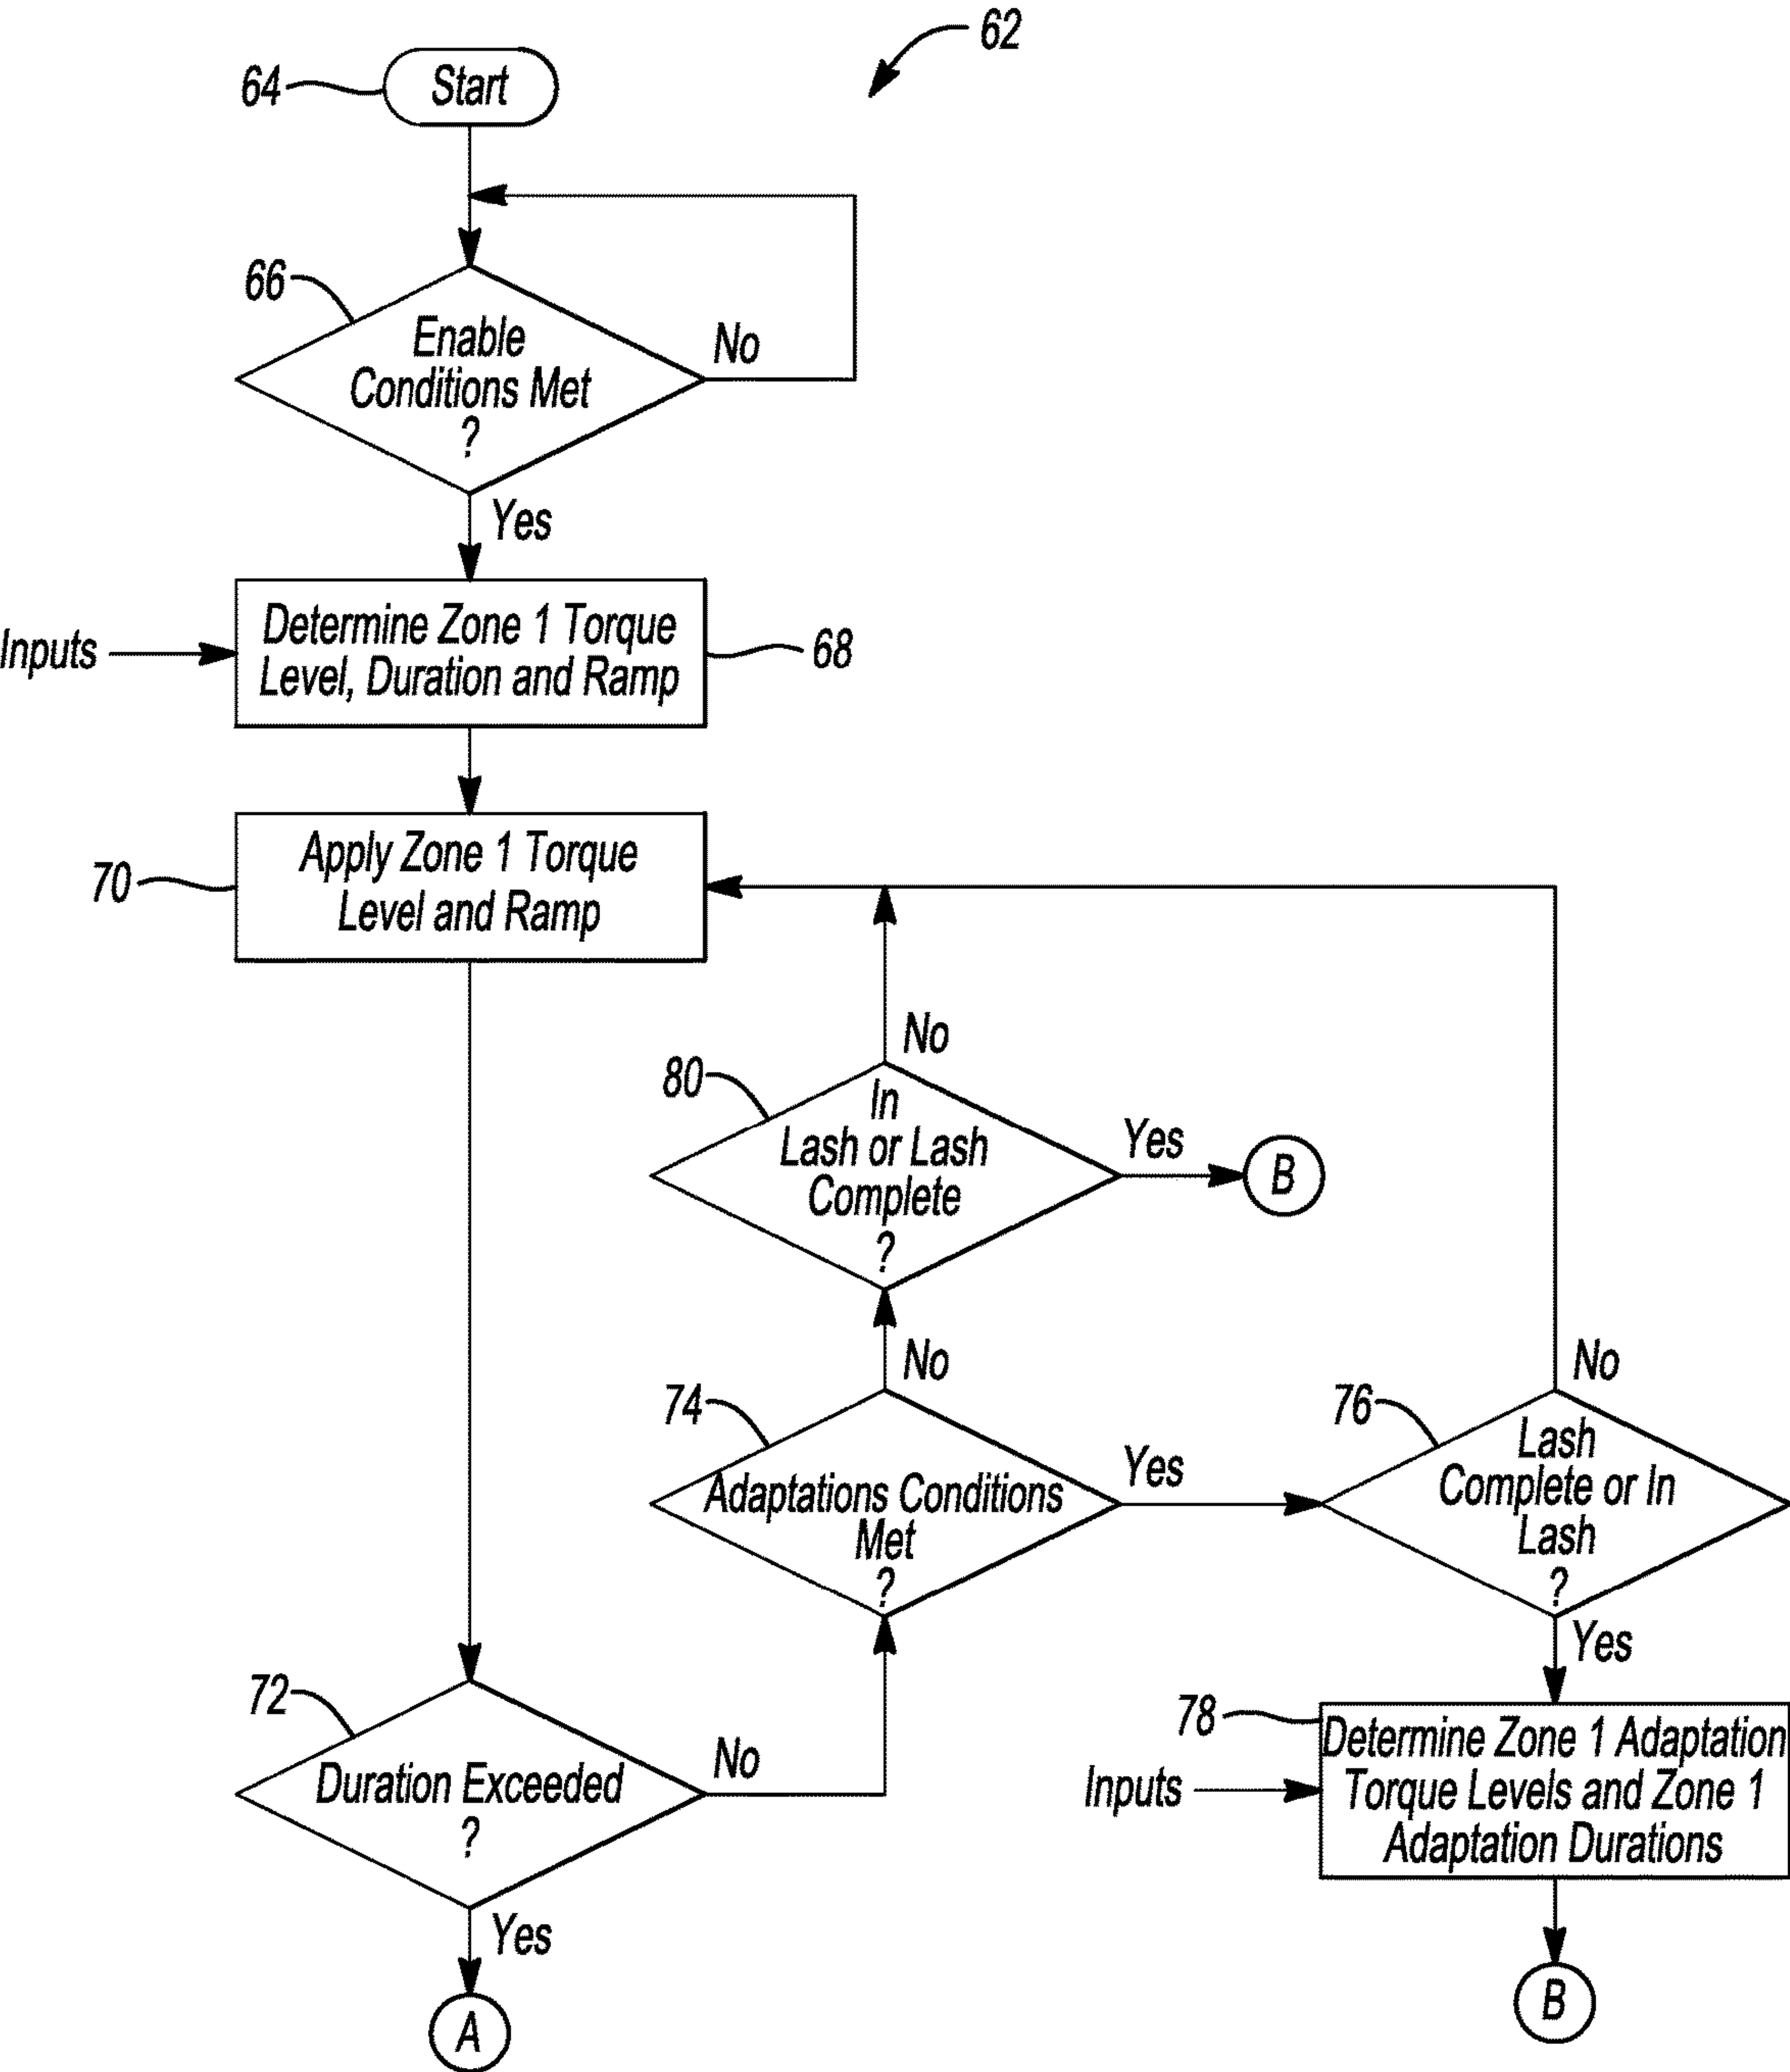 62
64
Start
66
Enable
Conditions Met
?
No
Yes
Inputs
Determine Zone 1 Torque
Level, Duration and Ramp
68
70
Apply Zone 1 Torque
Level and Ramp
No
80
In
Lash or Lash
Complete
?
Yes
B
No
74
Adaptations Conditions
Met
?
Yes
No
76
Lash
Complete or In
Lash
?
Yes
72
Duration Exceeded
?
No
Yes
A
78
Inputs
Determine Zone 1 Adaptation
Torque Levels and Zone 1
Adaptation Durations
B